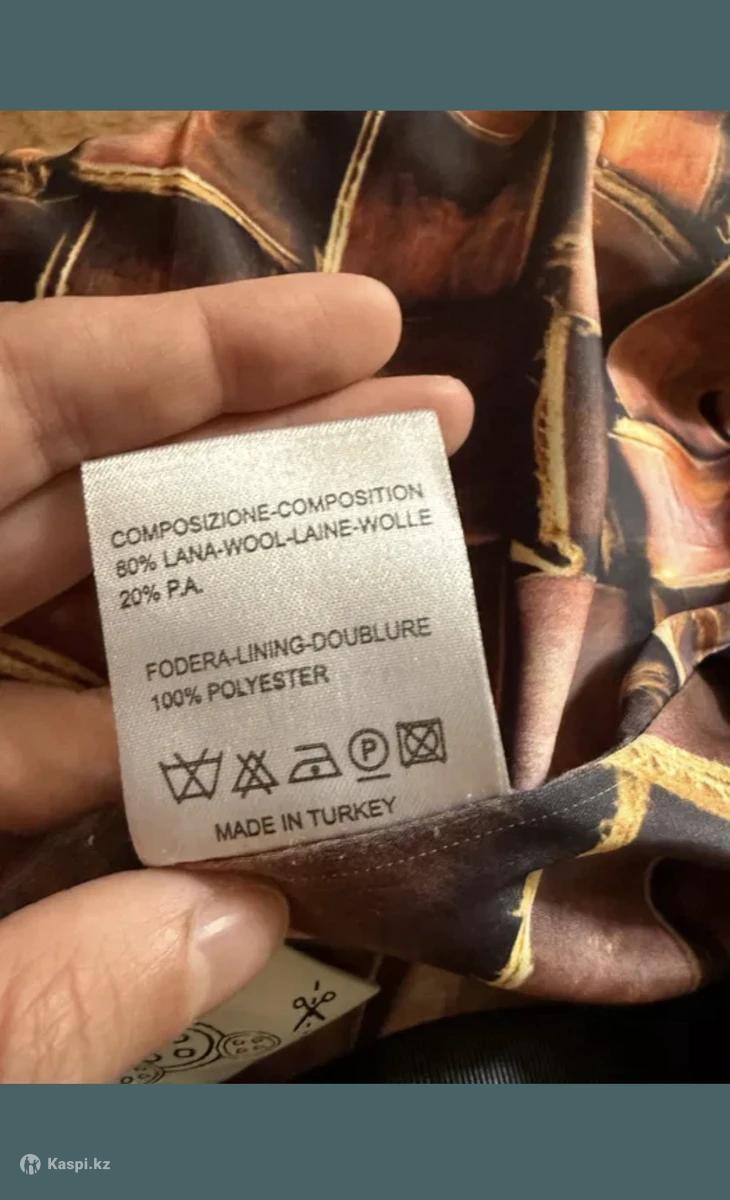 COMPOSIZIONE-COMPOSITION
80% LANA-WOOL-LAINE-WOLLE
20% P.A.
FODERA-LINING-DOUBLURE
100% POLYESTER
P
MADE IN TURKEY
Kaspi.kz